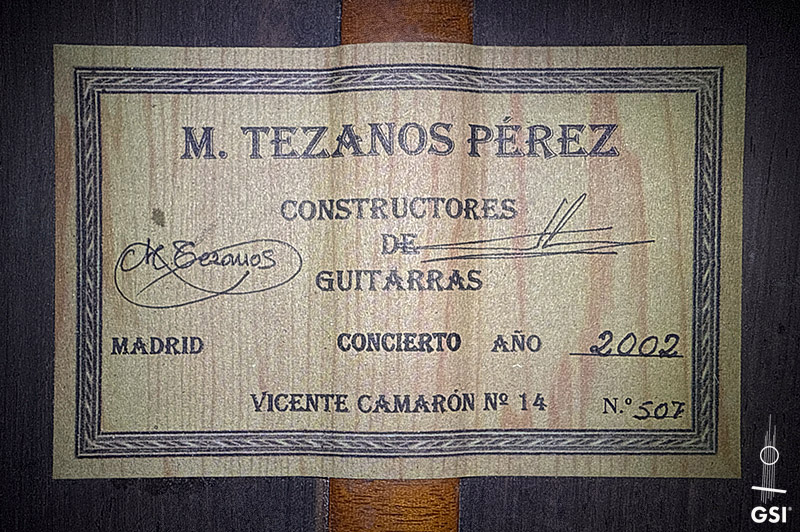 M. TEZANOS PÉREZ
CONSTRUCTORES
DE
M. Tezanos
GUITARRAS
MADRID CONCIERTO AÑO 2002
VICENTE CAMARÓN Nº 14 N.º 507
GSI